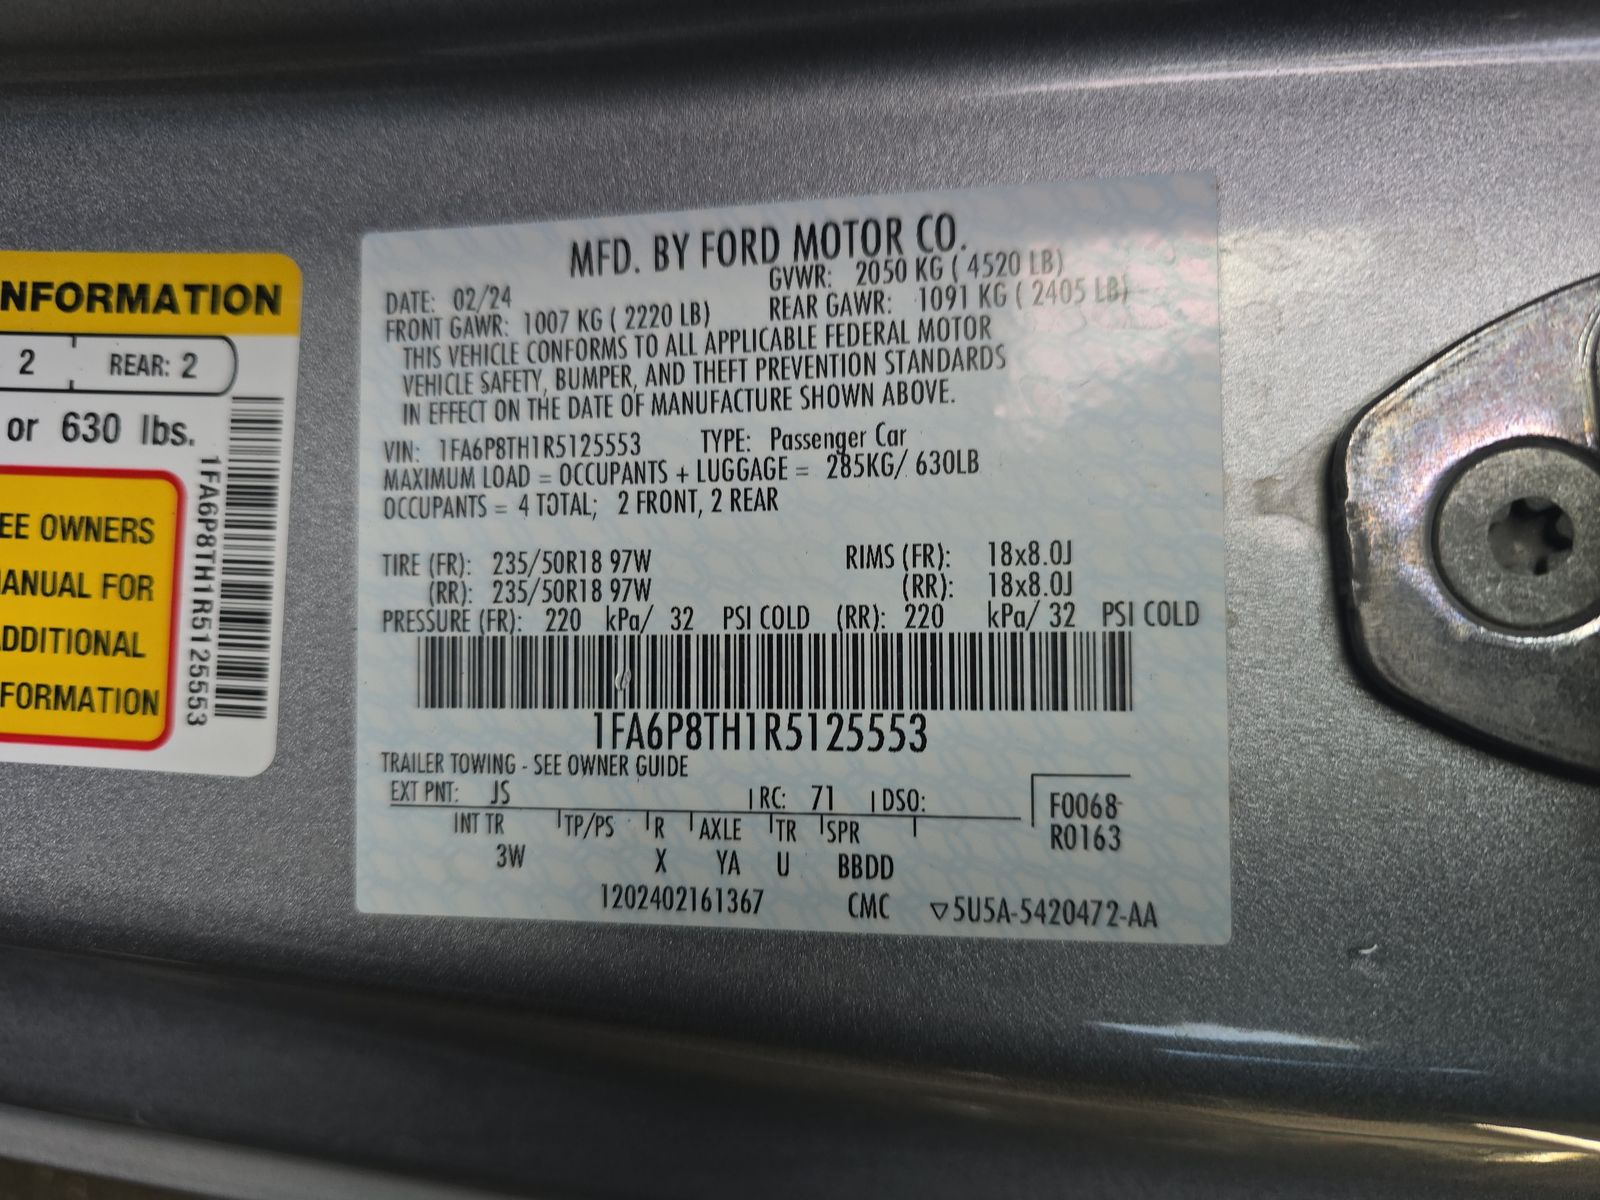 NFORMATION
2 REAR: 2
or 630 lbs.
EE OWNERS
ANUAL FOR
DDITIONAL
FORMATION
1FA6P8TH1R5125553
MFD. BY FORD MOTOR CO.
DATE: 02/24 GVWR: 2050 KG ( 4520 LB)
FRONT GAWR: 1007 KG ( 2220 LB) REAR GAWR: 1091 KG ( 2405 LB)
THIS VEHICLE CONFORMS TO ALL APPLICABLE FEDERAL MOTOR
VEHICLE SAFETY, BUMPER, AND THEFT PREVENTION STANDARDS
IN EFFECT ON THE DATE OF MANUFACTURE SHOWN ABOVE.
VIN: 1FA6P8TH1R5125553 TYPE: Passenger Car
MAXIMUM LOAD = OCCUPANTS + LUGGAGE = 285KG/ 630LB
OCCUPANTS = 4 TOTAL; 2 FRONT, 2 REAR
TIRE (FR): 235/50R18 97W RIMS (FR): 18x8.0J
(RR): 235/50R18 97W (RR): 18x8.0J
PRESSURE (FR): 220 kPa/ 32 PSI COLD (RR): 220 kPa/ 32 PSI COLD
1FA6P8TH1R5125553
TRAILER TOWING - SEE OWNER GUIDE
EXT PNT: JS RC: 71 DSO: F0068
INT TR TP/PS R AXLE TR SPR R0163
3W X YA U BBDD
1202402161367 CMC ▽5U5A-5420472-AA